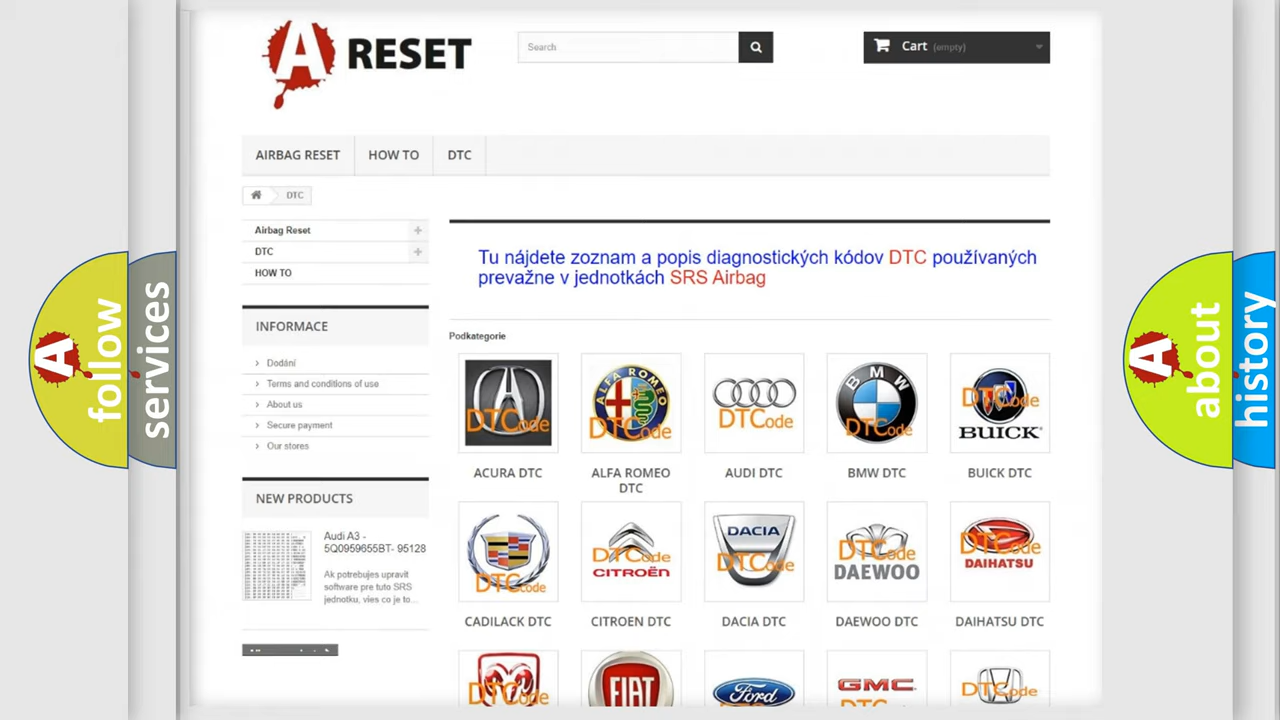 A RESET
Search
Cart (empty)
AIRBAG RESET
HOW TO
DTC
DTC
Airbag Reset
DTC
HOW TO
Tu nájdete zoznam a popis diagnostických kódov DTC používaných
prevažne v jednotkách SRS Airbag
INFORMACE
Dodání
Terms and conditions of use
About us
Secure payment
Our stores
Podkategorie
DTCode
ALFA ROMEO
DTCode
DTCode
BMW
DTCode
DTCode
BUICK
ACURA DTC
ALFA ROMEO
DTC
AUDI DTC
BMW DTC
BUICK DTC
NEW PRODUCTS
Audi A3 -
5Q0959655BT- 95128
Ak potrebujes upravit
software pre tuto SRS
jednotku, vies co je to...
DTCode
DTCode
CITROËN
DACIA
DTCode
DTCode
DAEWOO
DTCode
DAIHATSU
CADILACK DTC
CITROEN DTC
DACIA DTC
DAEWOO DTC
DAIHATSU DTC
DTCode
FIAT
Ford
GMC
DTCode
A
follow
services
A
about
history